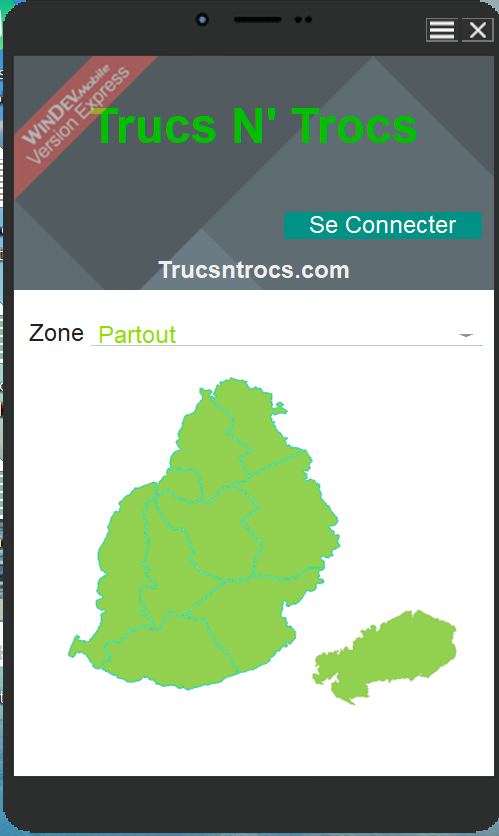 WINDEV Mobile
Version Express
Trucs N' Trocs
Se Connecter
Trucsntrocs.com
Zone Partout